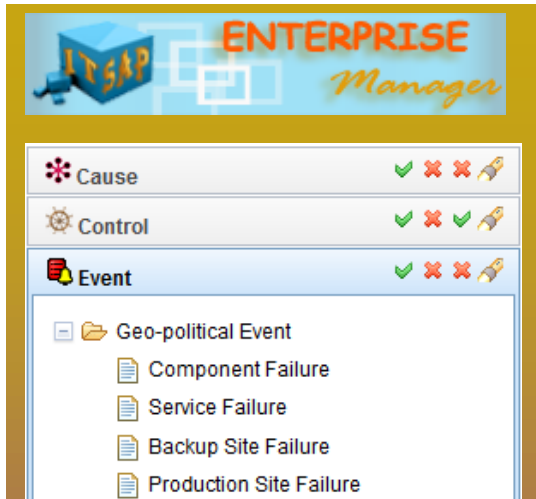 ITSAP
ENTERPRISE
Manager
Cause
Control
Event
Geo-political Event
Component Failure
Service Failure
Backup Site Failure
Production Site Failure